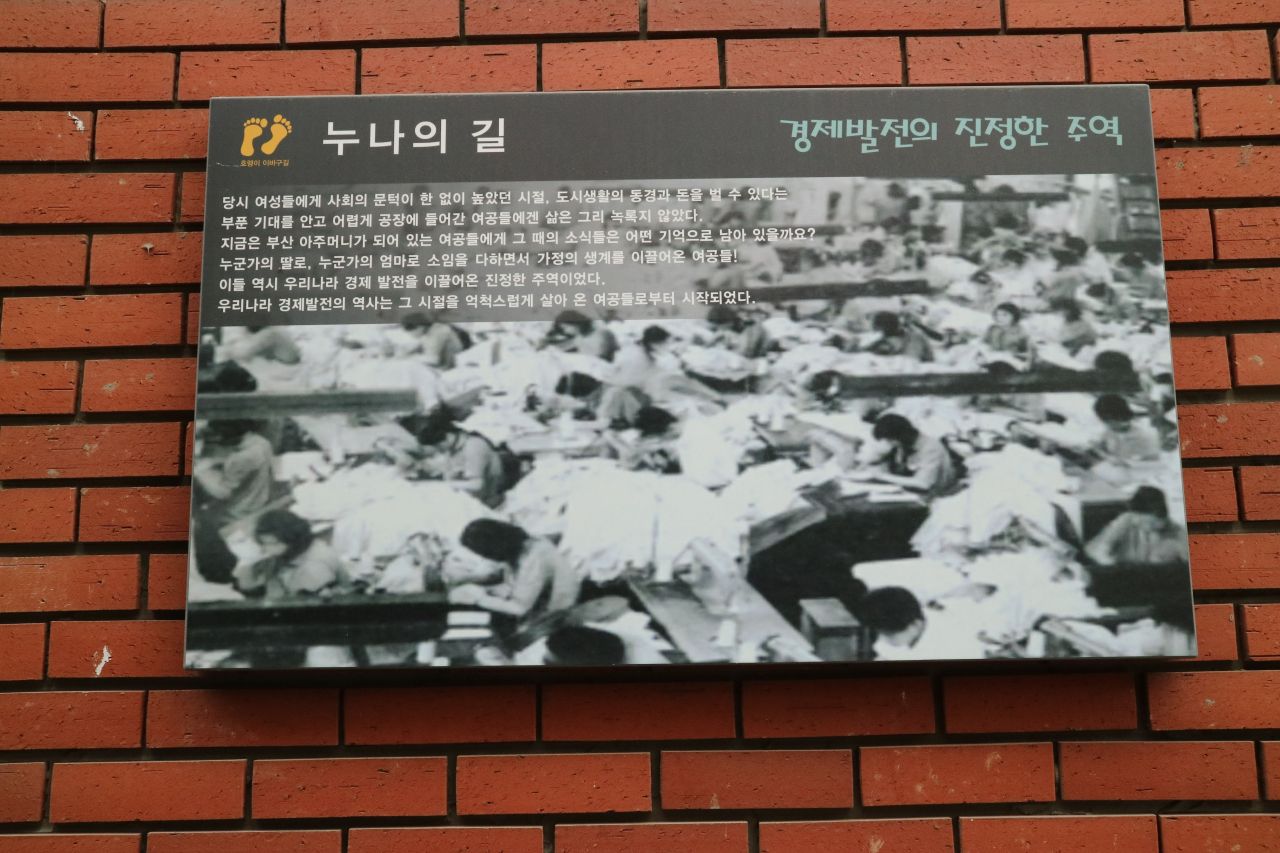 호랭이 이바구길
누나의 길
경제발전의 진정한 주역
당시 여성들에게 사회의 문턱이 한 없이 높았던 시절, 도시생활의 동경과 돈을 벌 수 있다는
부푼 기대를 안고 어렵게 공장에 들어간 여공들에겐 삶은 그리 녹록지 않았다.
지금은 부산 아주머니가 되어 있는 여공들에게 그 때의 소식들은 어떤 기억으로 남아 있을까요?
누군가의 딸로, 누군가의 엄마로 소임을 다하면서 가정의 생계를 이끌어온 여공들!
이들 역시 우리나라 경제 발전을 이끌어온 진정한 주역이었다.
우리나라 경제발전의 역사는 그 시절을 억척스럽게 살아 온 여공들로부터 시작되었다.